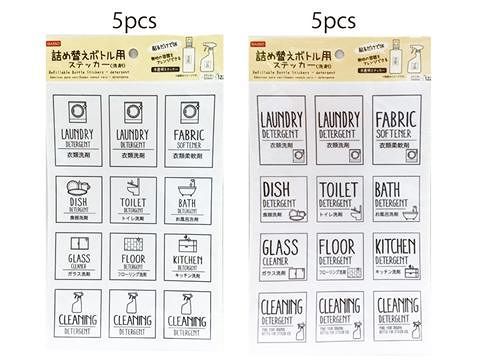 5pcs
5pcs
詰め替えボトル用
ステッカー(洗剤)
Refillable Bottle Stickers - detergent
貼るだけでOK
LAUNDRY
DETERGENT
衣類洗剤
LAUNDRY
DETERGENT
衣類洗剤
FABRIC
SOFTENER
衣類柔軟剤
DISH
DETERGENT
食器洗剤
TOILET
DETERGENT
トイレ洗剤
BATH
DETERGENT
お風呂洗剤
GLASS
CLEANER
ガラス洗剤
FLOOR
DETERGENT
フローリング洗剤
KITCHEN
DETERGENT
キッチン洗剤
CLEANING
DETERGENT
CLEANING
DETERGENT
CLEANING
DETERGENT
詰め替えボトル用
ステッカー(洗剤)
Refillable Bottle Stickers - detergent
貼るだけでOK
LAUNDRY
DETERGENT
衣類洗剤
LAUNDRY
DETERGENT
衣類洗剤
FABRIC
SOFTENER
衣類柔軟剤
DISH
DETERGENT
食器洗剤
TOILET
DETERGENT
トイレ洗剤
BATH
DETERGENT
お風呂洗剤
GLASS
CLEANER
ガラス洗剤
FLOOR
DETERGENT
フローリング洗剤
KITCHEN
DETERGENT
キッチン洗剤
CLEANING
DETERGENT
CLEANING
DETERGENT
CLEANING
DETERGENT